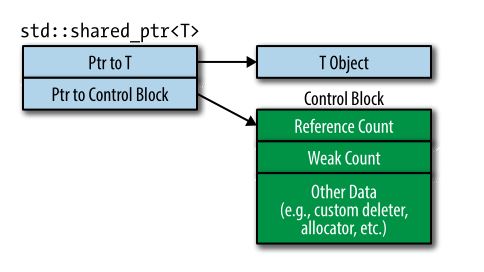 std::shared_ptr<T>
Ptr to T
T Object
Ptr to Control Block
Control Block
Reference Count
Weak Count
Other Data
(e.g., custom deleter,
allocator, etc.)